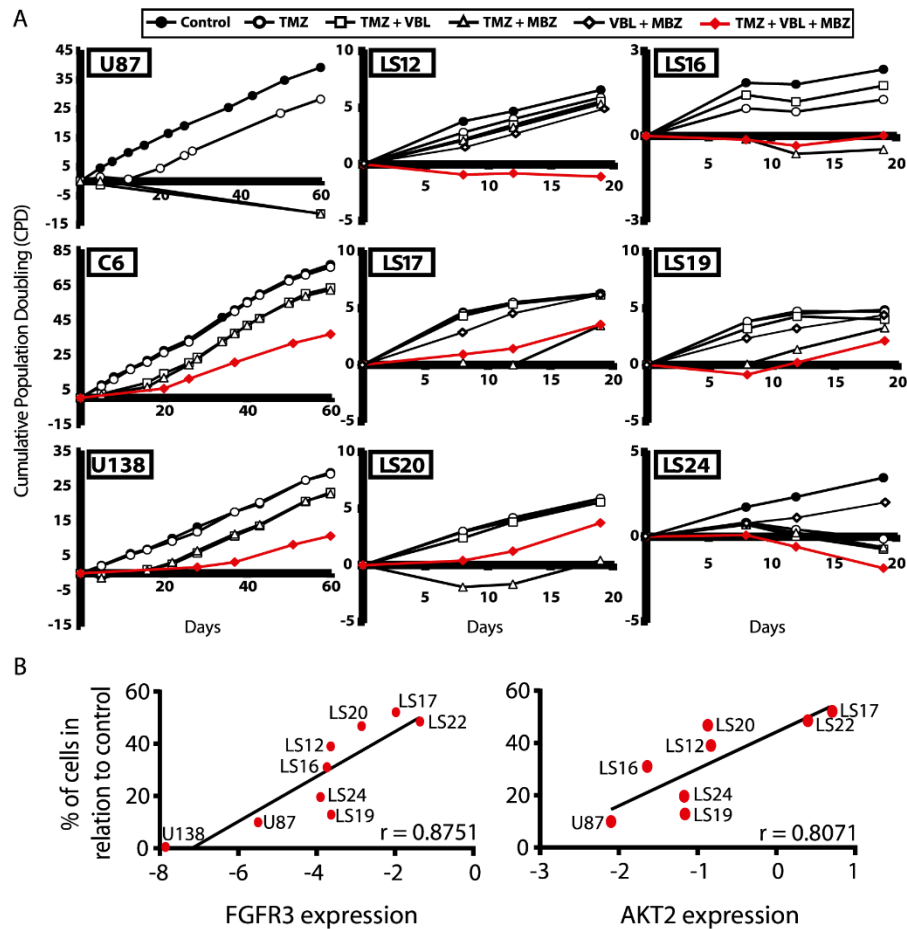 A
Control TMZ TMZ + VBL TMZ + MBZ VBL + MBZ TMZ + VBL + MBZ
Cumulative Population Doubling (CPD)
U87
45
35
25
15
5
-5
-15
20 40 60
LS12
10
5
0
-5
5 10 15 20
LS16
3
0
3
5 10 15 20
C6
85
65
45
25
5
-15
20 40 60
LS17
10
5
0
-5
5 10 15 20
LS19
10
5
0
-5
5 10 15 20
U138
35
25
15
5
-5
-15
20 40 60
LS20
10
5
0
-5
5 10 15 20
LS24
5
0
-5
5 10 15 20
Days Days
B
% of cells in
relation to control
60
40
20
0
LS17
LS20
LS22
LS12
LS16
LS24
LS19
U87
U138
r = 0.8751
-8 -6 -4 -2 0
FGFR3 expression
60
40
20
0
LS17
LS20
LS22
LS12
LS16
LS24
LS19
U87
r = 0.8071
-3 -2 -1 0 1
AKT2 expression